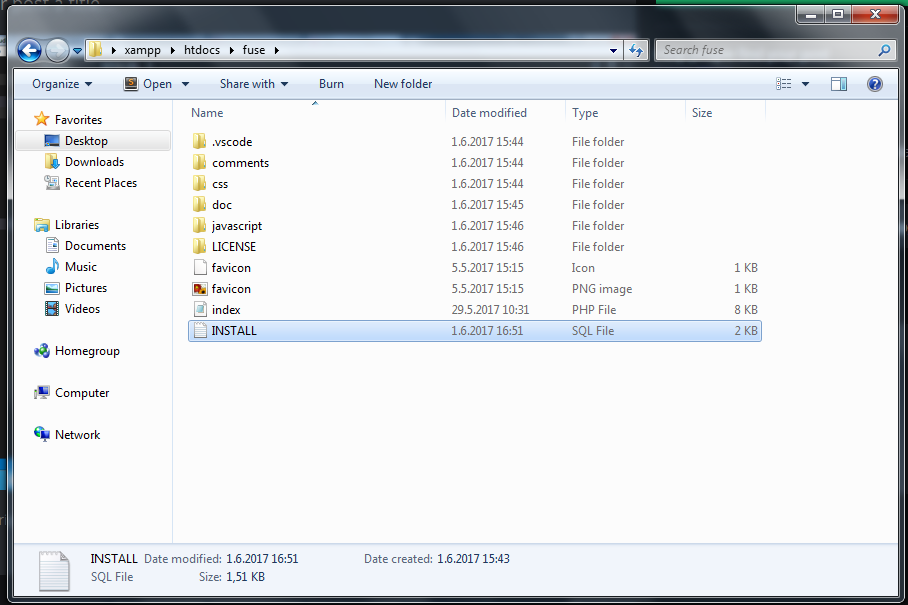 xampp htdocs fuse Search fuse
Organize Open Share with Burn New folder
Name Date modified Type Size
Favorites
Desktop
Downloads
Recent Places
Libraries
Documents
Music
Pictures
Videos
Homegroup
Computer
Network
.vscode 1.6.2017 15:44 File folder
comments 1.6.2017 15:44 File folder
css 1.6.2017 15:44 File folder
doc 1.6.2017 15:45 File folder
javascript 1.6.2017 15:46 File folder
LICENSE 1.6.2017 15:46 File folder
favicon 5.5.2017 15:15 Icon 1 KB
favicon 5.5.2017 15:15 PNG image 1 KB
index 29.5.2017 10:31 PHP File 8 KB
INSTALL 1.6.2017 16:51 SQL File 2 KB
INSTALL Date modified: 1.6.2017 16:51 Date created: 1.6.2017 15:43
SQL File Size: 1,51 KB